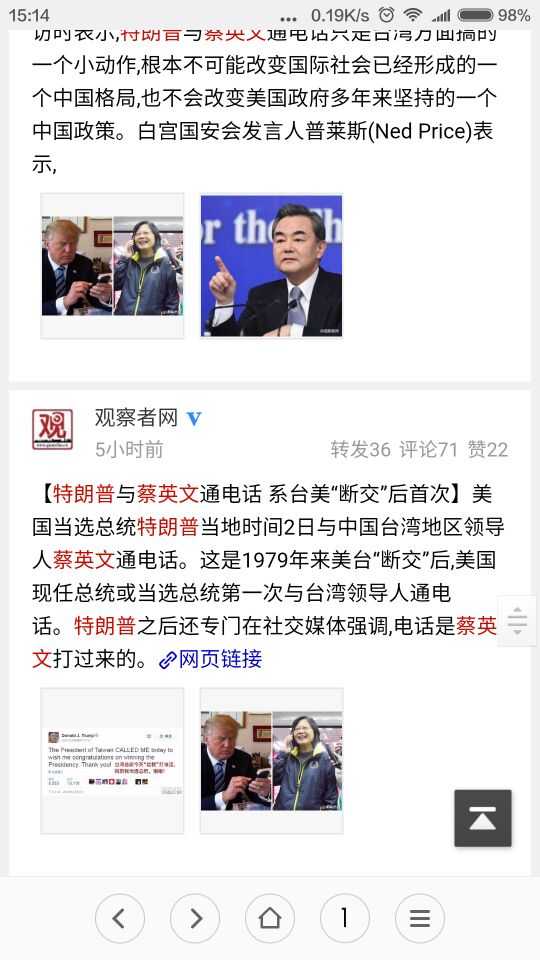 15:14
... 0.19K/s 98%
访时表示,特朗普与蔡英文通电话只是台湾方面搞的
一个小动作,根本不可能改变国际社会已经形成的一
个中国格局,也不会改变美国政府多年来坚持的一个
中国政策。白宫国安会发言人普莱斯(Ned Price)表
示,
r the Th
观
观察者网 V
5小时前
转发36 评论71 赞22
【特朗普与蔡英文通电话 系台美“断交”后首次】美
国当选总统特朗普当地时间2日与中国台湾地区领导
人蔡英文通电话。这是1979年来美台“断交”后,美国
现任总统或当选总统第一次与台湾领导人通电
话。特朗普之后还专门在社交媒体强调,电话是蔡英
文打过来的。网页链接
Donald J. Trump
The President of Taiwan CALLED ME today to
wish me congratulations on winning the
Presidency. Thank you!
1